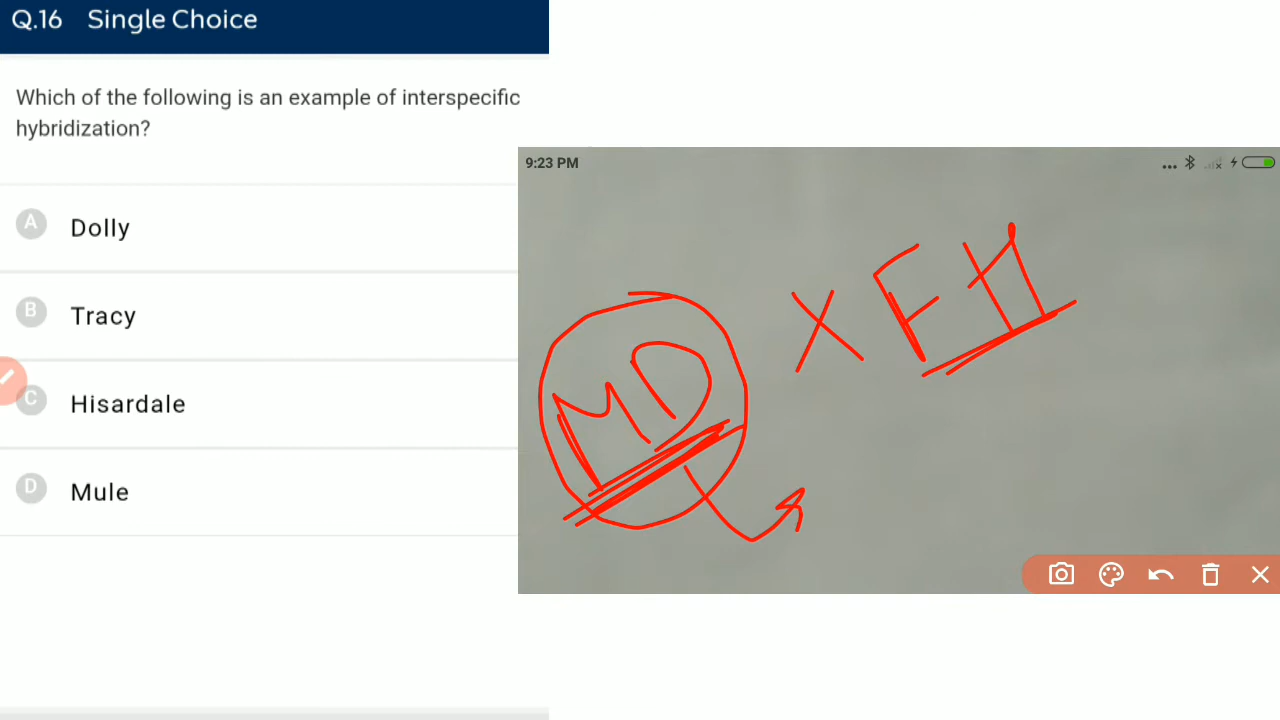 Q.16 Single Choice
Which of the following is an example of interspecific
hybridization?
A Dolly
B Tracy
C Hisardale
D Mule
9:23 PM
MD X FH